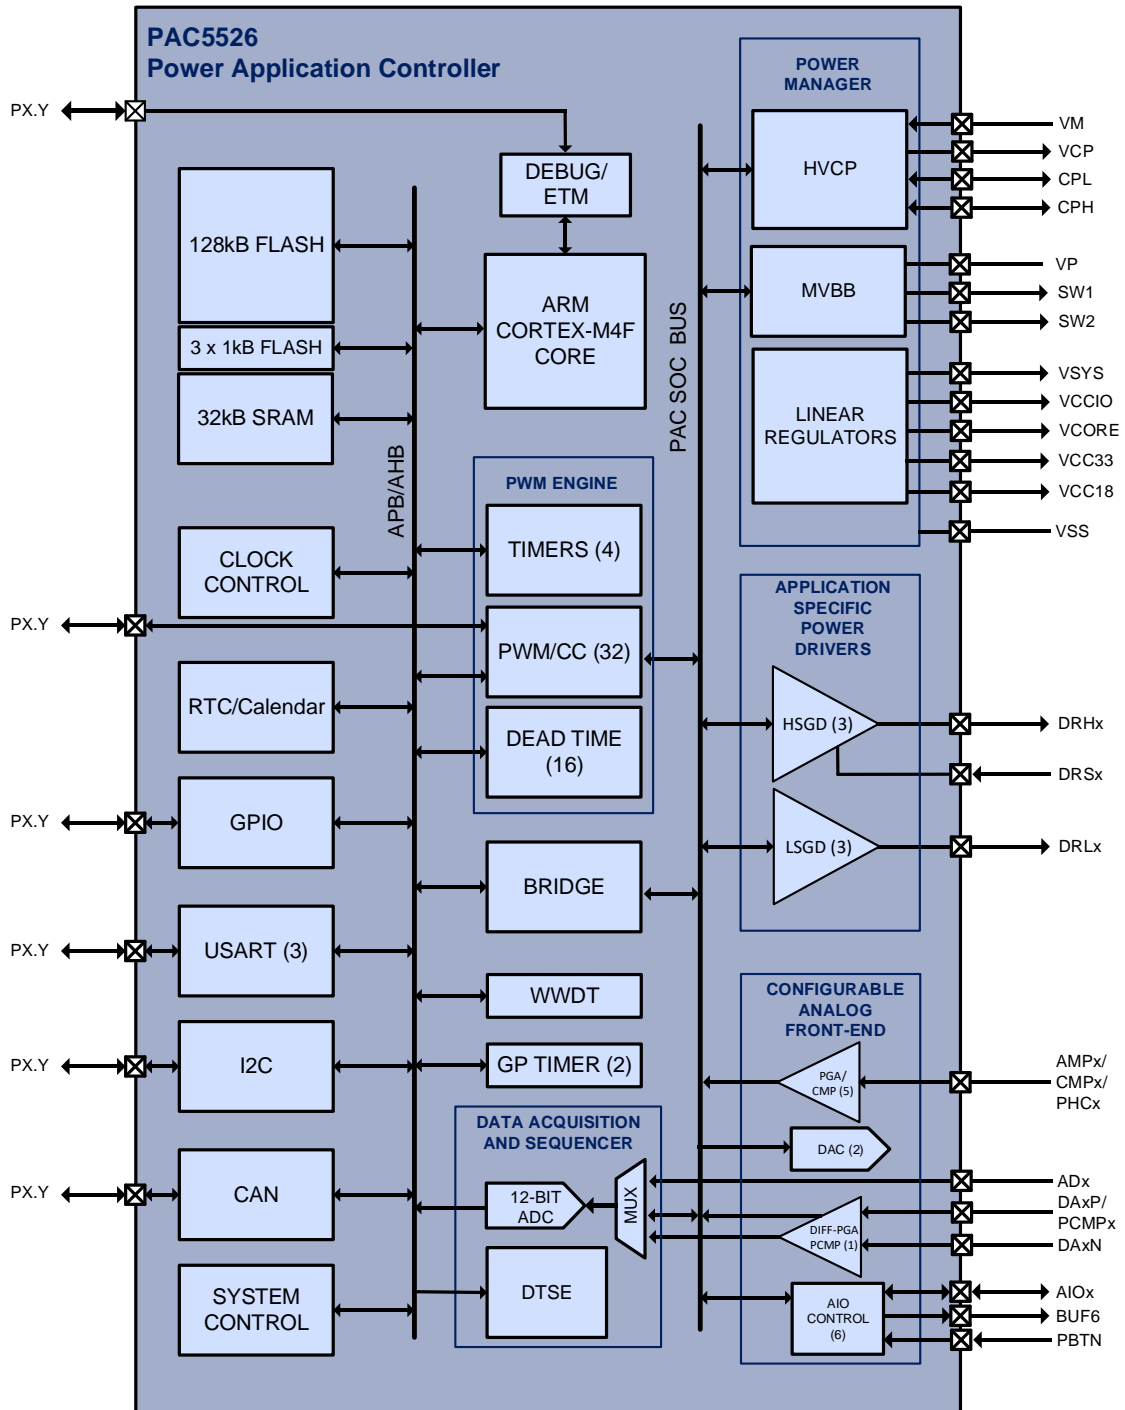 PAC5526
Power Application Controller
PX.Y
DEBUG/
ETM
128kB FLASH
3 x 1kB FLASH
32kB SRAM
ARM
CORTEX-M4F
CORE
APB/AHB
PAC SOC BUS
CLOCK
CONTROL
PX.Y
RTC/Calendar
PX.Y
GPIO
PX.Y
USART (3)
PX.Y
I2C
PX.Y
CAN
SYSTEM
CONTROL
PWM ENGINE
TIMERS (4)
PWM/CC (32)
DEAD TIME
(16)
BRIDGE
WWDT
GP TIMER (2)
DATA ACQUISITION
AND SEQUENCER
12-BIT
ADC
MUX
DTSE
POWER
MANAGER
HVCP
VM
VCP
CPL
CPH
MVBB
VP
SW1
SW2
LINEAR
REGULATORS
VSYS
VCCIO
VCORE
VCC33
VCC18
VSS
APPLICATION
SPECIFIC
POWER
DRIVERS
HSGD (3)
DRHx
DRSx
LSGD (3)
DRLx
CONFIGURABLE
ANALOG
FRONT-END
PGA/
CMP (5)
AMPx/
CMPx/
PHCx
DAC (2)
ADx
DIFF-PGA
PCMP (1)
DAxP/
PCMPx
DAxN
AIO
CONTROL
(6)
AIOx
BUF6
PBTN